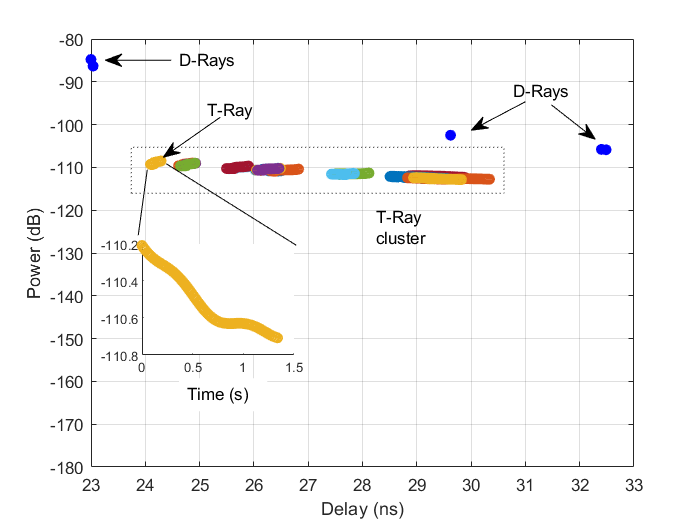 -80
-90
-100
-110
-120
-130
-140
-150
-160
-170
-180
Power (dB)
D-Rays
T-Ray
D-Rays
T-Ray
cluster
-110.2
-110.4
-110.6
-110.8
0 0.5 1 1.5
Time (s)
23 24 25 26 27 28 29 30 31 32 33
Delay (ns)